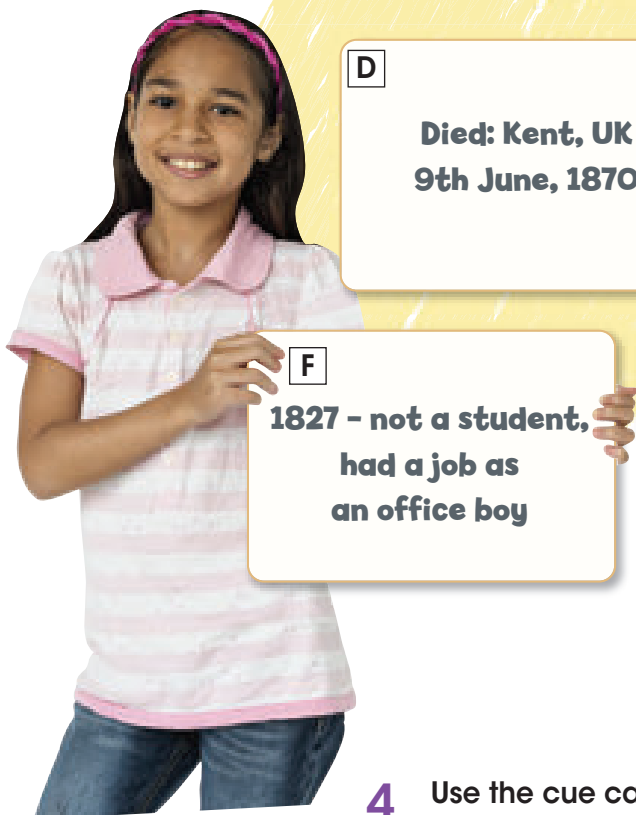 D
Died: Kent, UK
9th June, 1870
F
1827 – not a student,
had a job as
an office boy
4 Use the cue